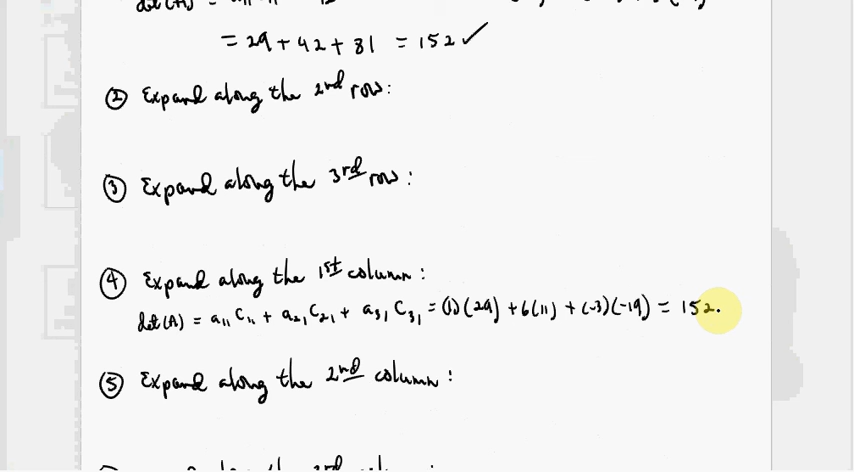 = 29 + 42 + 81 = 152 ✓
② Expand along the 2nd row:
③ Expand along the 3rd row:
④ Expand along the 1st column:
det(A) = a₁₁ C₁₁ + a₂₁ C₂₁ + a₃₁ C₃₁ = (1)(29) + 6(11) + (-3)(-19) = 152.
⑤ Expand along the 2nd column: